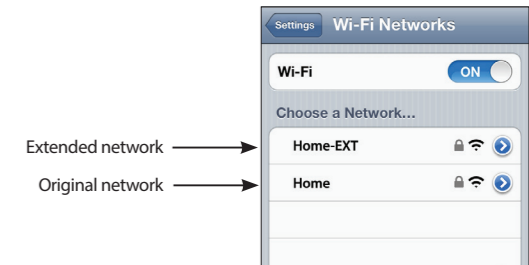 Settings Wi-Fi Networks
Wi-Fi ON
Choose a Network...
Extended network Home-EXT
Original network Home